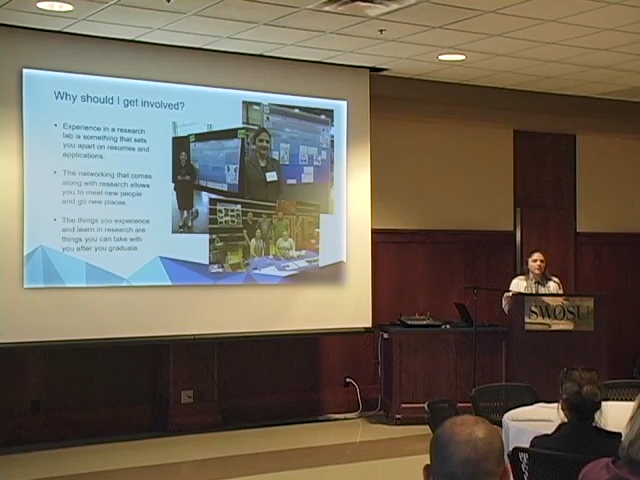 Why should I get involved?
• Experience in a research
lab is something that sets
you apart on resumes and
applications.
• The networking that comes
along with research allows
you to meet new people
and go new places.
• The things you experience
and learn in research are
things you can take with
you after you graduate.
SWOSU